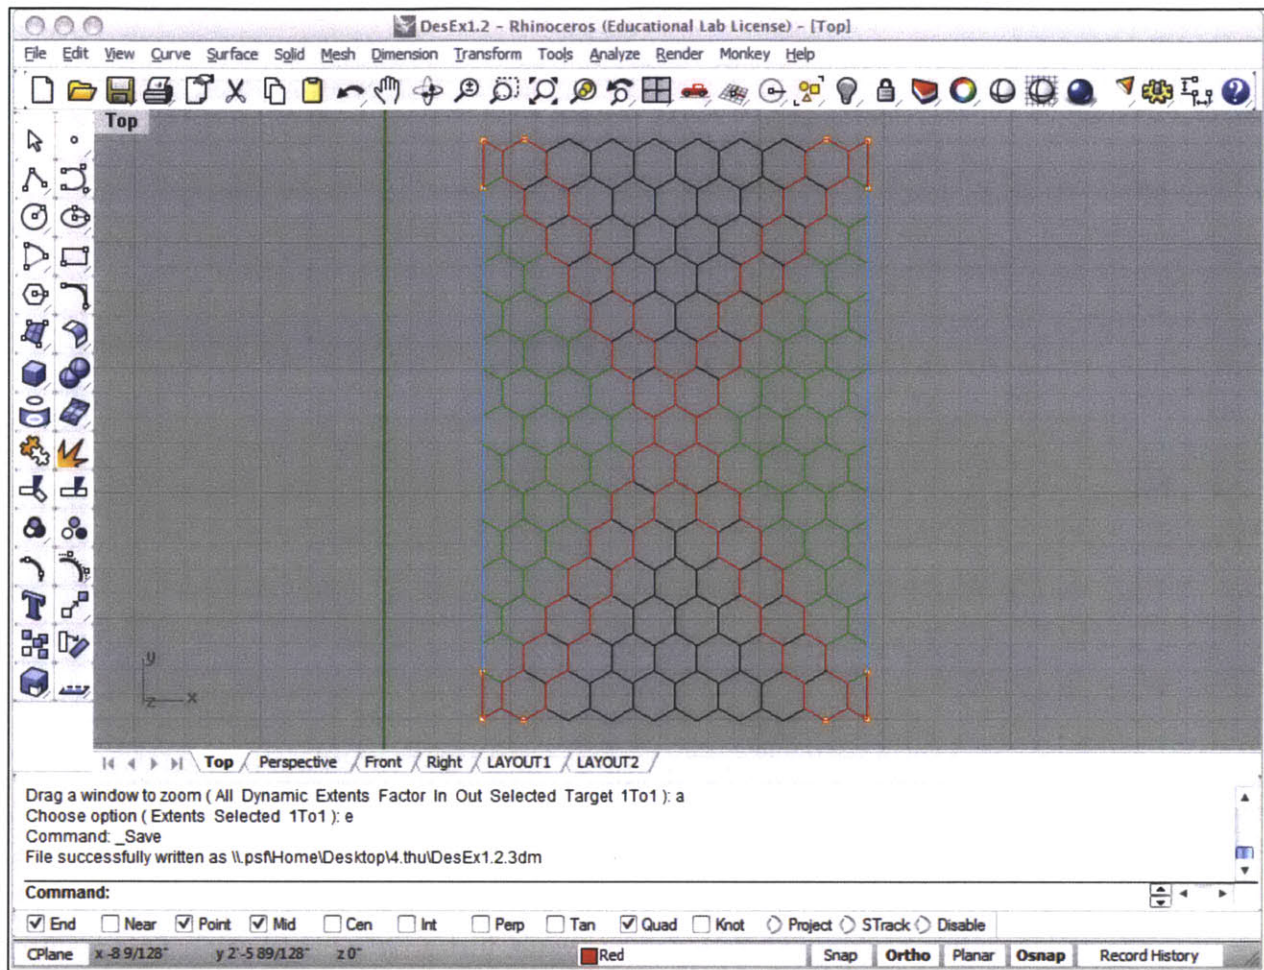 DesEx1.2 - Rhinoceros (Educational Lab License) - [Top]
File Edit View Curve Surface Solid Mesh Dimension Transform Tools Analyze Render Monkey Help
Top
y
z x
Top Perspective Front Right LAYOUT1 LAYOUT2
Drag a window to zoom ( All Dynamic Extents Factor In Out Selected Target 1To1 ): a
Choose option ( Extents Selected 1To1 ): e
Command: _Save
File successfully written as \\.psf\Home\Desktop\4.thu\DesEx1.2.3dm
Command:
End Near Point Mid Cen Int Perp Tan Quad Knot Project STrack Disable
CPlane x -8 9/128" y 2'-5 89/128" z 0" Red Snap Ortho Planar Osnap Record History